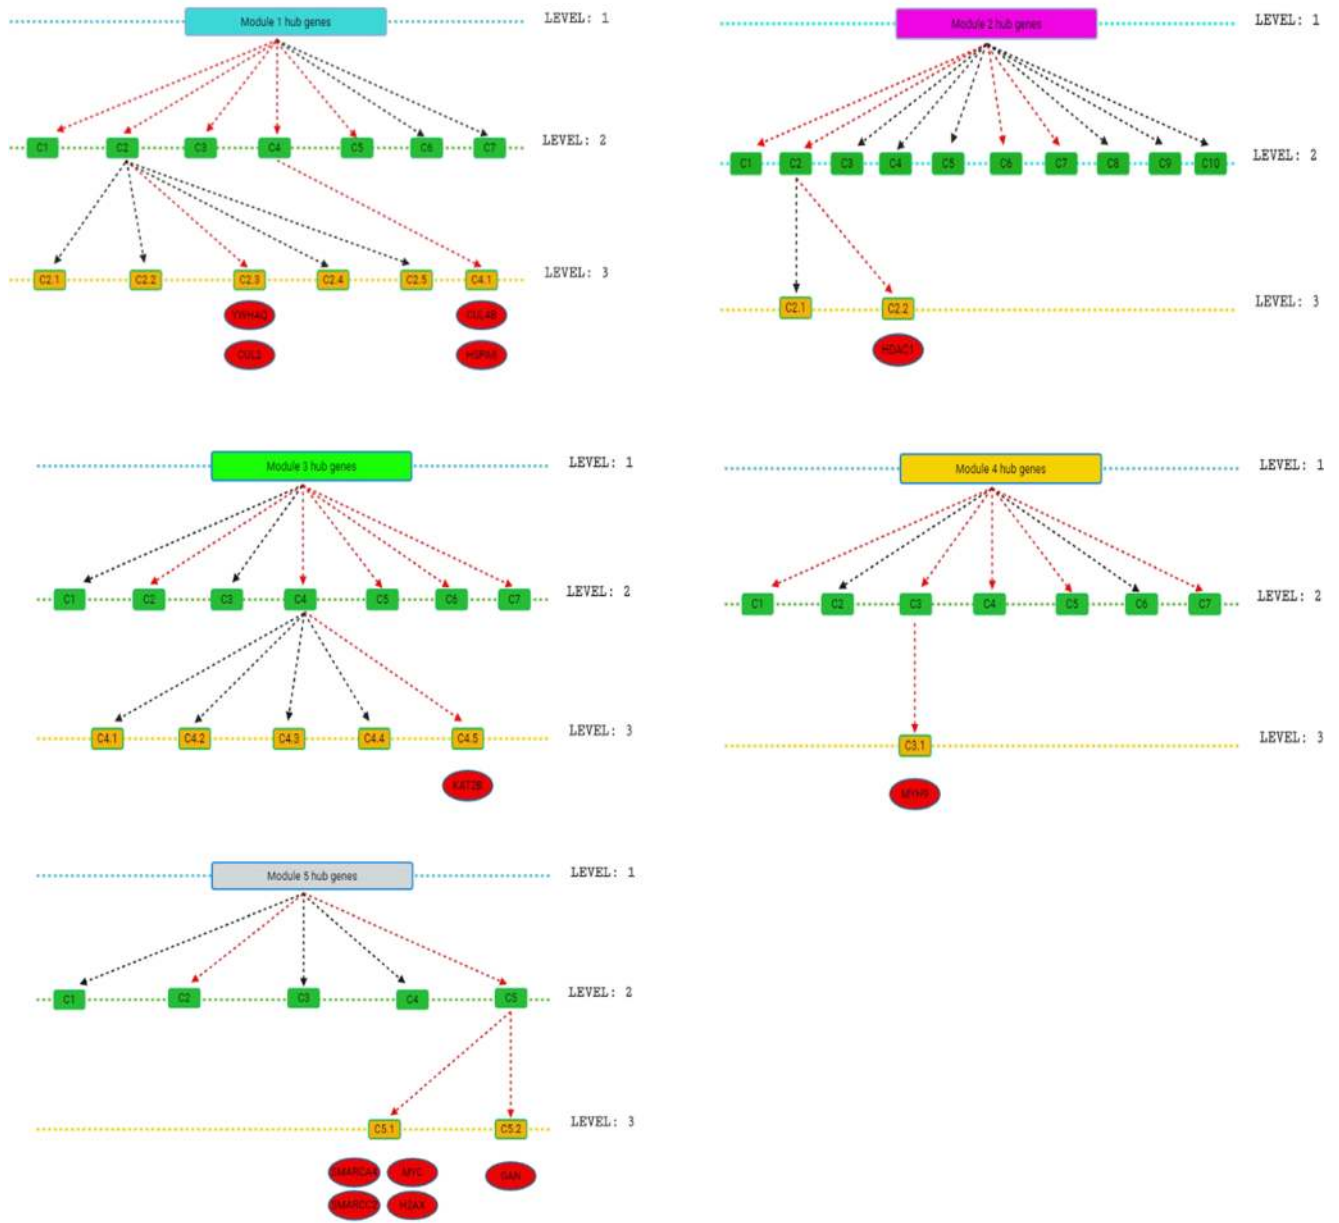 Module 1 hub genes
LEVEL: 1
C1 C2 C3 C4 C5 C6 C7
LEVEL: 2
C2.1 C2.2 C2.3 C2.4 C2.5 C4.1
LEVEL: 3
YWHAQ CUL4B
Module 2 hub genes
LEVEL: 1
C1 C2 C3 C4 C5 C6 C7 C8 C9 C10
LEVEL: 2
C2.1 C2.2
LEVEL: 3
HDAC1
Module 3 hub genes
LEVEL: 1
C1 C2 C3 C4 C5 C6 C7
LEVEL: 2
C4.1 C4.2 C4.3 C4.4 C4.5
LEVEL: 3
KAT2B
Module 4 hub genes
LEVEL: 1
C1 C2 C3 C4 C5 C6 C7
LEVEL: 2
C3.1
LEVEL: 3
MYH9
Module 5 hub genes
LEVEL: 1
C1 C2 C3 C4 C5
LEVEL: 2
C5.1 C5.2
LEVEL: 3
SMARCA4 MYC GAN
SMARCC2 H2AX